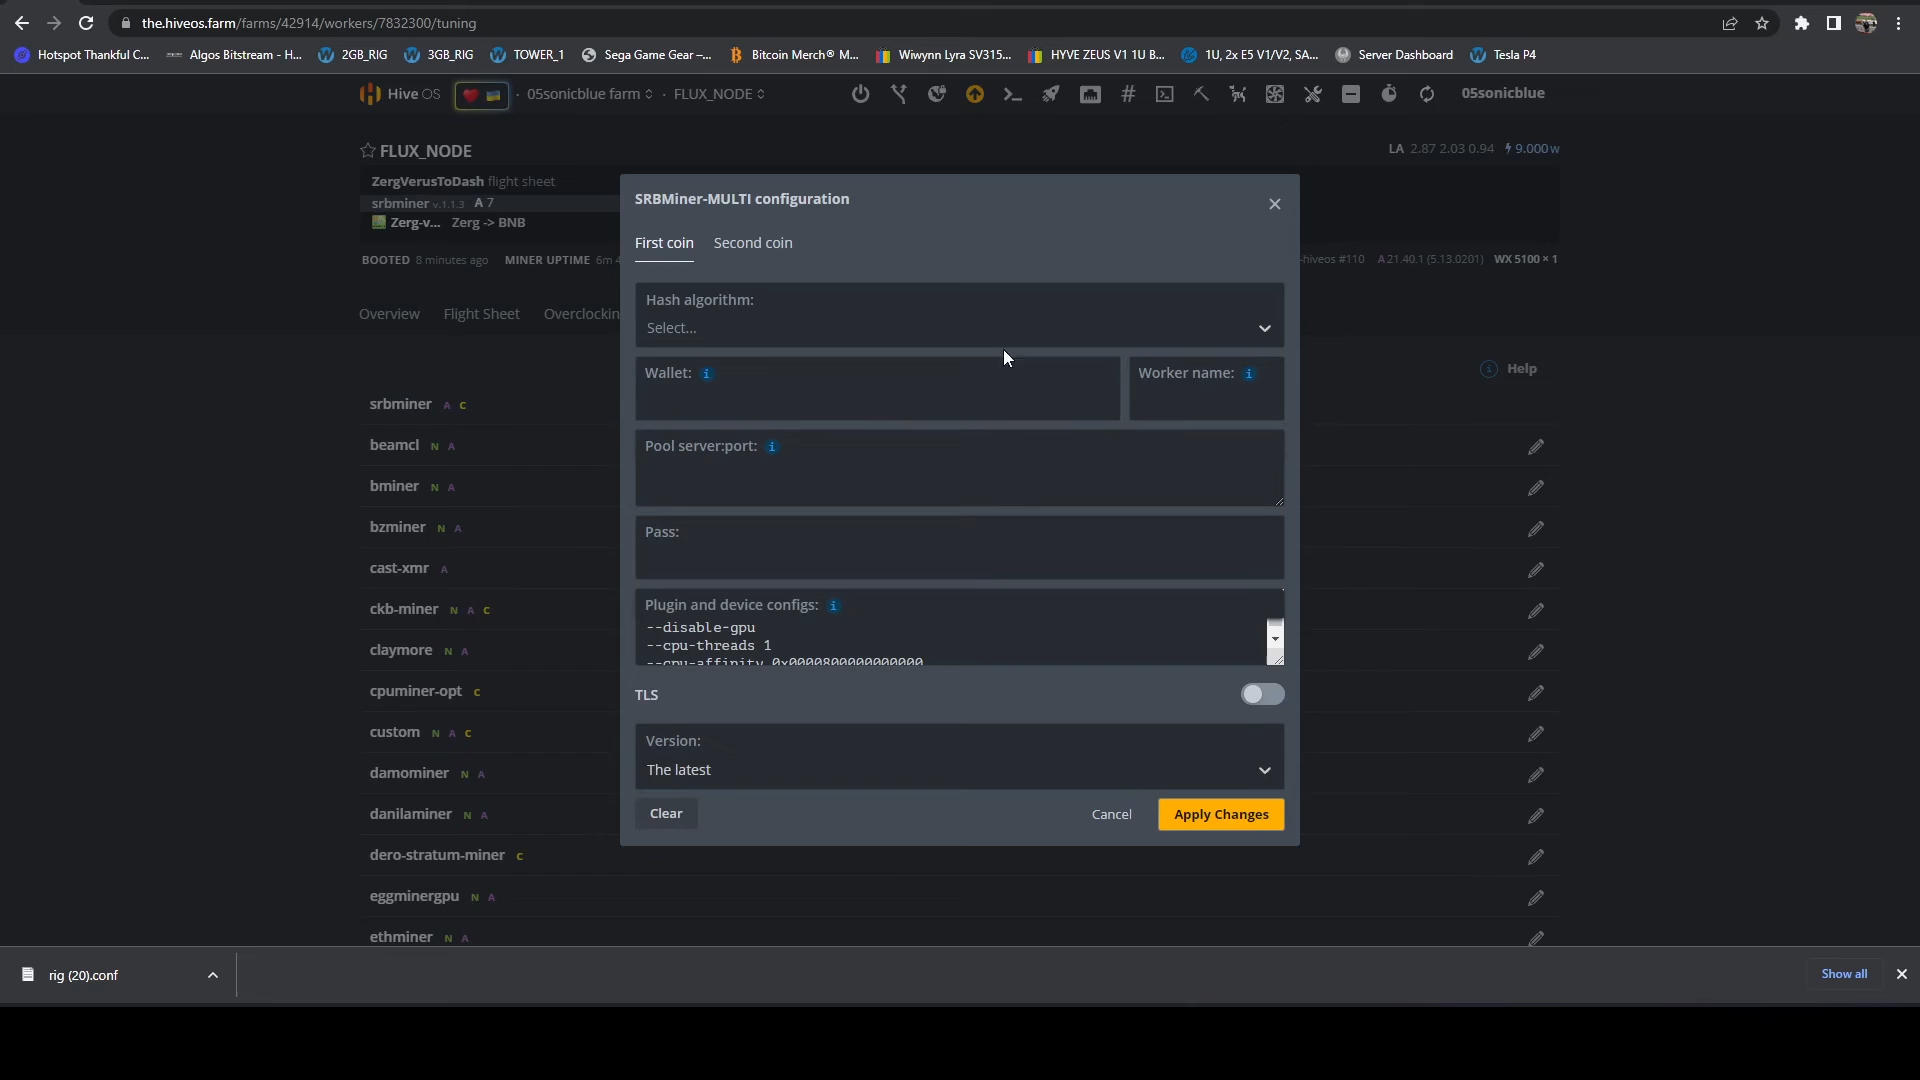 the.hiveos.farm/farms/42914/workers/7832300/tuning
Hotspot Thankful C... Algos Bitstream - H... 2GB_RIG 3GB_RIG TOWER_1 Sega Game Gear –... Bitcoin Merch® M... Wiwynn Lyra SV315... HYVE ZEUS V1 1U B... 1U, 2x E5 V1/V2, SA... Server Dashboard Tesla P4
Hive OS · 05sonicblue farm · FLUX_NODE 05sonicblue
FLUX_NODE LA 2.87 2.03 0.94 9.000 w
ZergVerusToDash flight sheet
srbminer v.1.1.3 A 7
Zerg-v... Zerg -> BNB
BOOTED 8 minutes ago MINER UPTIME 6m 4
-hiveos #110 A 21.40.1 (5.13.0201) WX 5100 × 1
Overview Flight Sheet Overclockin
Help
srbminer A C
beamcl N A
bminer N A
bzminer N A
cast-xmr A
ckb-miner N A C
claymore N A
cpuminer-opt C
custom N A C
damominer N A
danilaminer N A
dero-stratum-miner C
eggminergpu N A
ethminer N A
SRBMiner-MULTI configuration
First coin Second coin
Hash algorithm:
Select...
Wallet: i Worker name: i
Pool server:port: i
Pass:
Plugin and device configs: i
--disable-gpu
--cpu-threads 1
--cpu-affinity 0x0000800000000000
TLS
Version:
The latest
Clear Cancel Apply Changes
rig (20).conf Show all